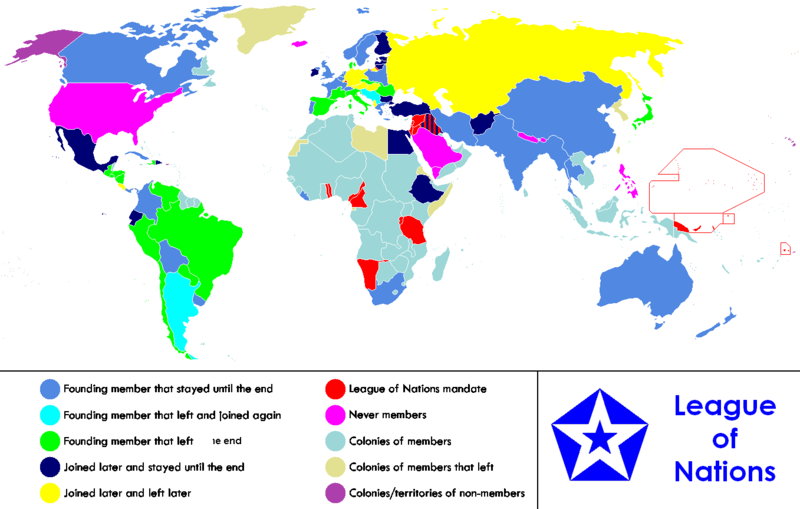 Founding member that stayed until the end
Founding member that left and joined again
Founding member that left he end
Joined later and stayed until the end
Joined later and left later
League of Nations mandate
Never members
Colonies of members
Colonies of members that left
Colonies/territories of non-members
League
of
Nations